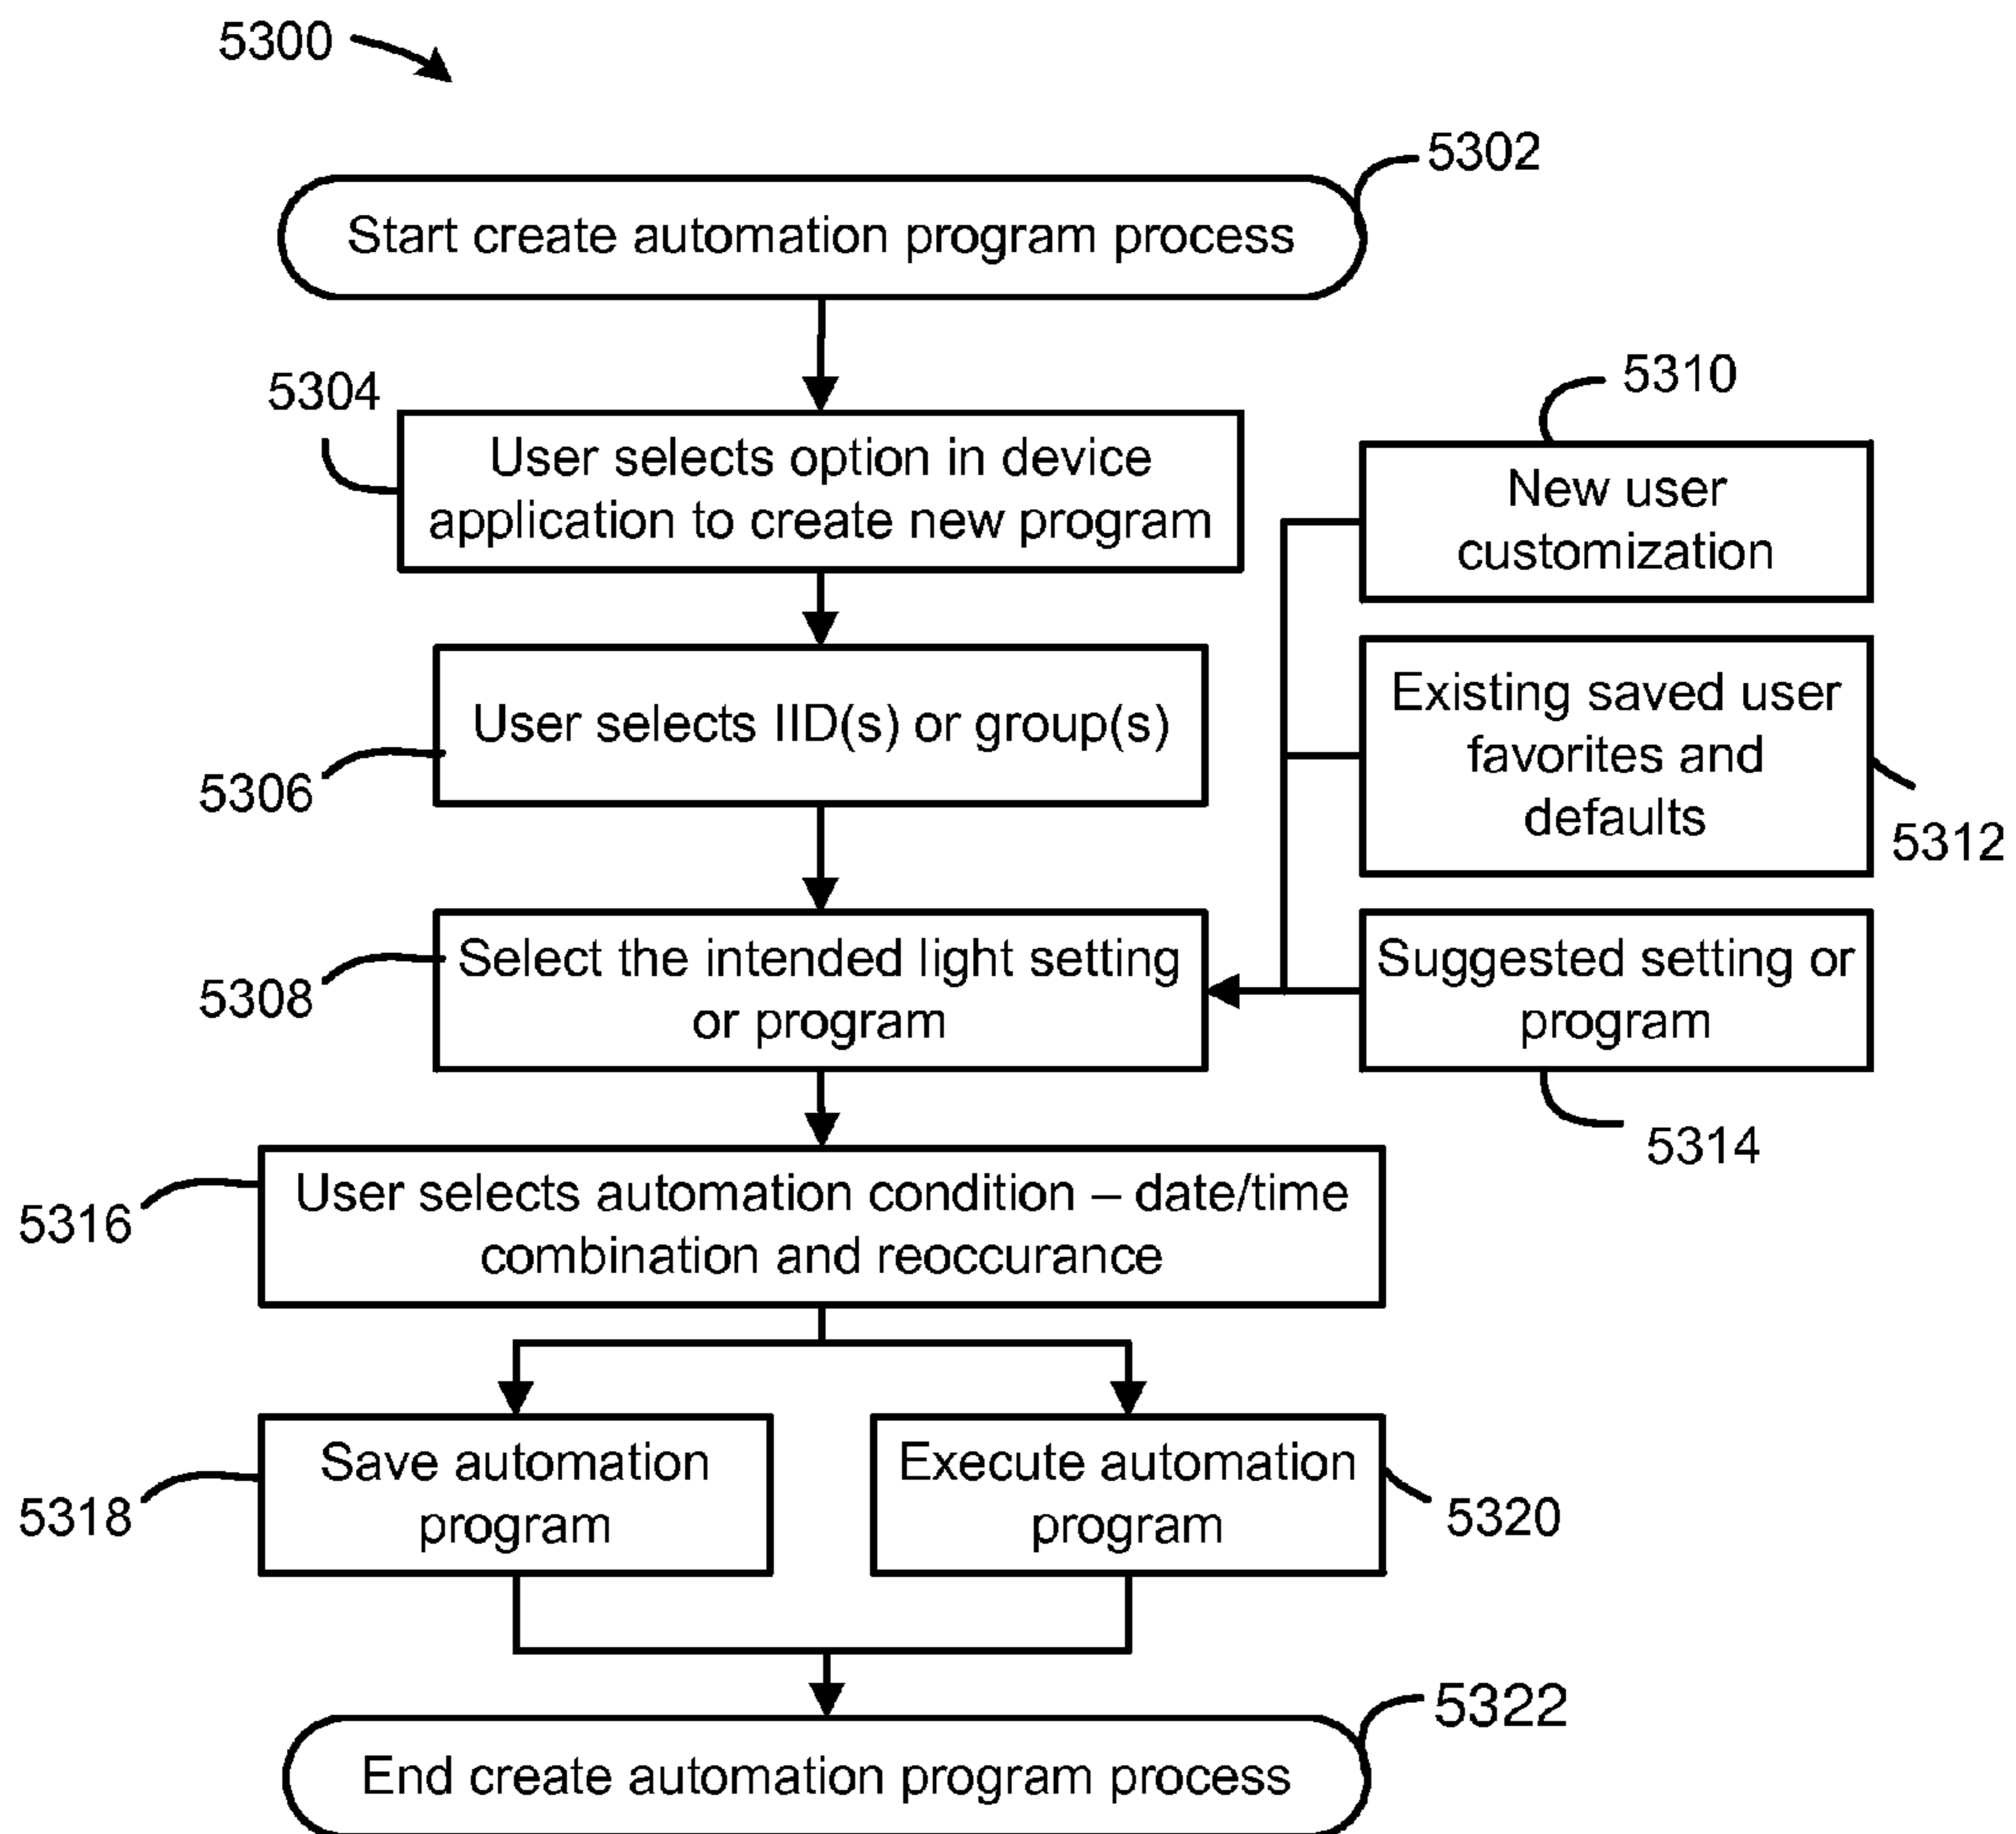 5300
5302
Start create automation program process
5304
User selects option in device
application to create new program
5310
New user
customization
5306
User selects IID(s) or group(s)
Existing saved user
favorites and
defaults
5312
5308
Select the intended light setting
or program
Suggested setting or
program
5314
5316
User selects automation condition – date/time
combination and reoccurance
5318
Save automation
program
Execute automation
program
5320
5322
End create automation program process